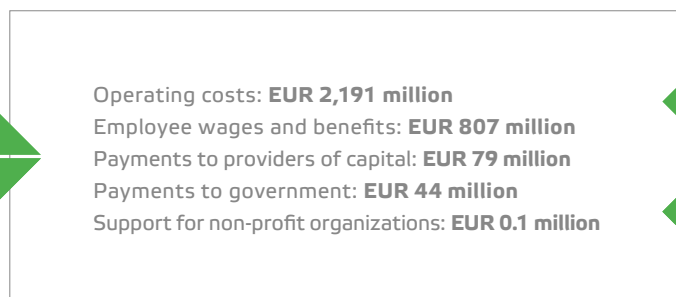 Operating costs: EUR 2,191 million
Employee wages and benefits: EUR 807 million
Payments to providers of capital: EUR 79 million
Payments to government: EUR 44 million
Support for non-profit organizations: EUR 0.1 million